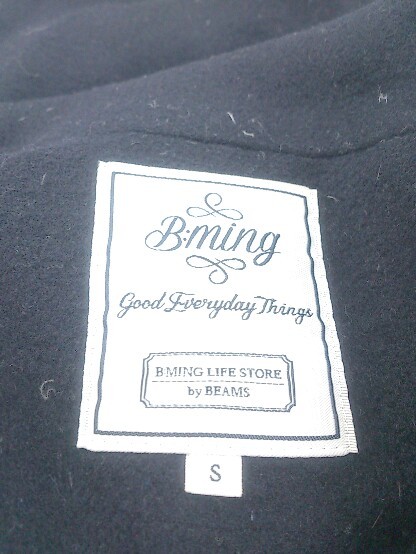 B:ming
Good Everyday Things
B:MING LIFE STORE
by BEAMS
S